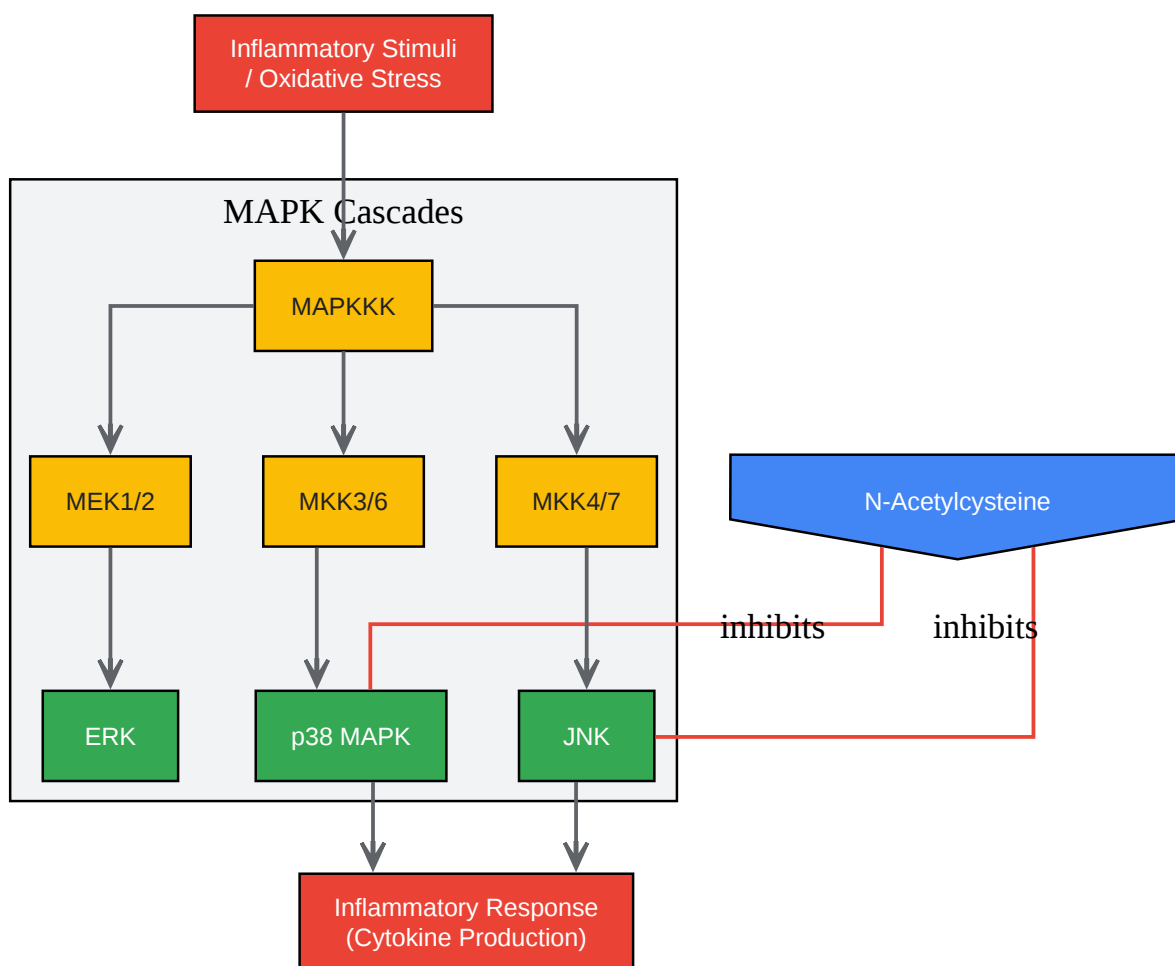 Inflammatory Stimuli
/ Oxidative Stress
MAPK Cascades
MAPKKK
MEK1/2
MKK3/6
MKK4/7
N-Acetylcysteine
inhibits
inhibits
ERK
p38 MAPK
JNK
Inflammatory Response
(Cytokine Production)